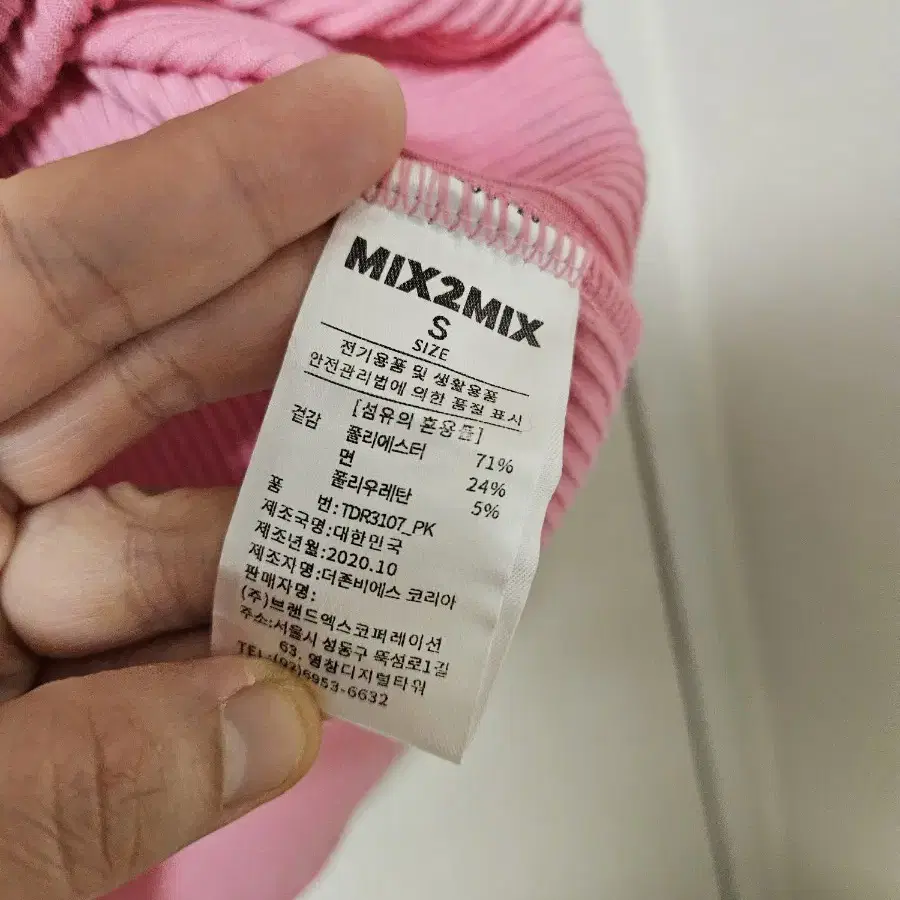 MIX2MIX
S
SIZE
전기용품 및 생활용품
안전관리법에 의한 품질 표시
[섬유의 혼용률]
겉감 폴리에스터 71%
면 24%
폴리우레탄 5%
품 번:TDR3107_PK
제조국명:대한민국
제조년월:2020.10
제조자명:더존비에스 코리아
판매자명:
(주)브랜드엑스코퍼레이션
주소:서울시 성동구 뚝섬로1길
63, 영창디지털타워
TEL:(02)6953-6632